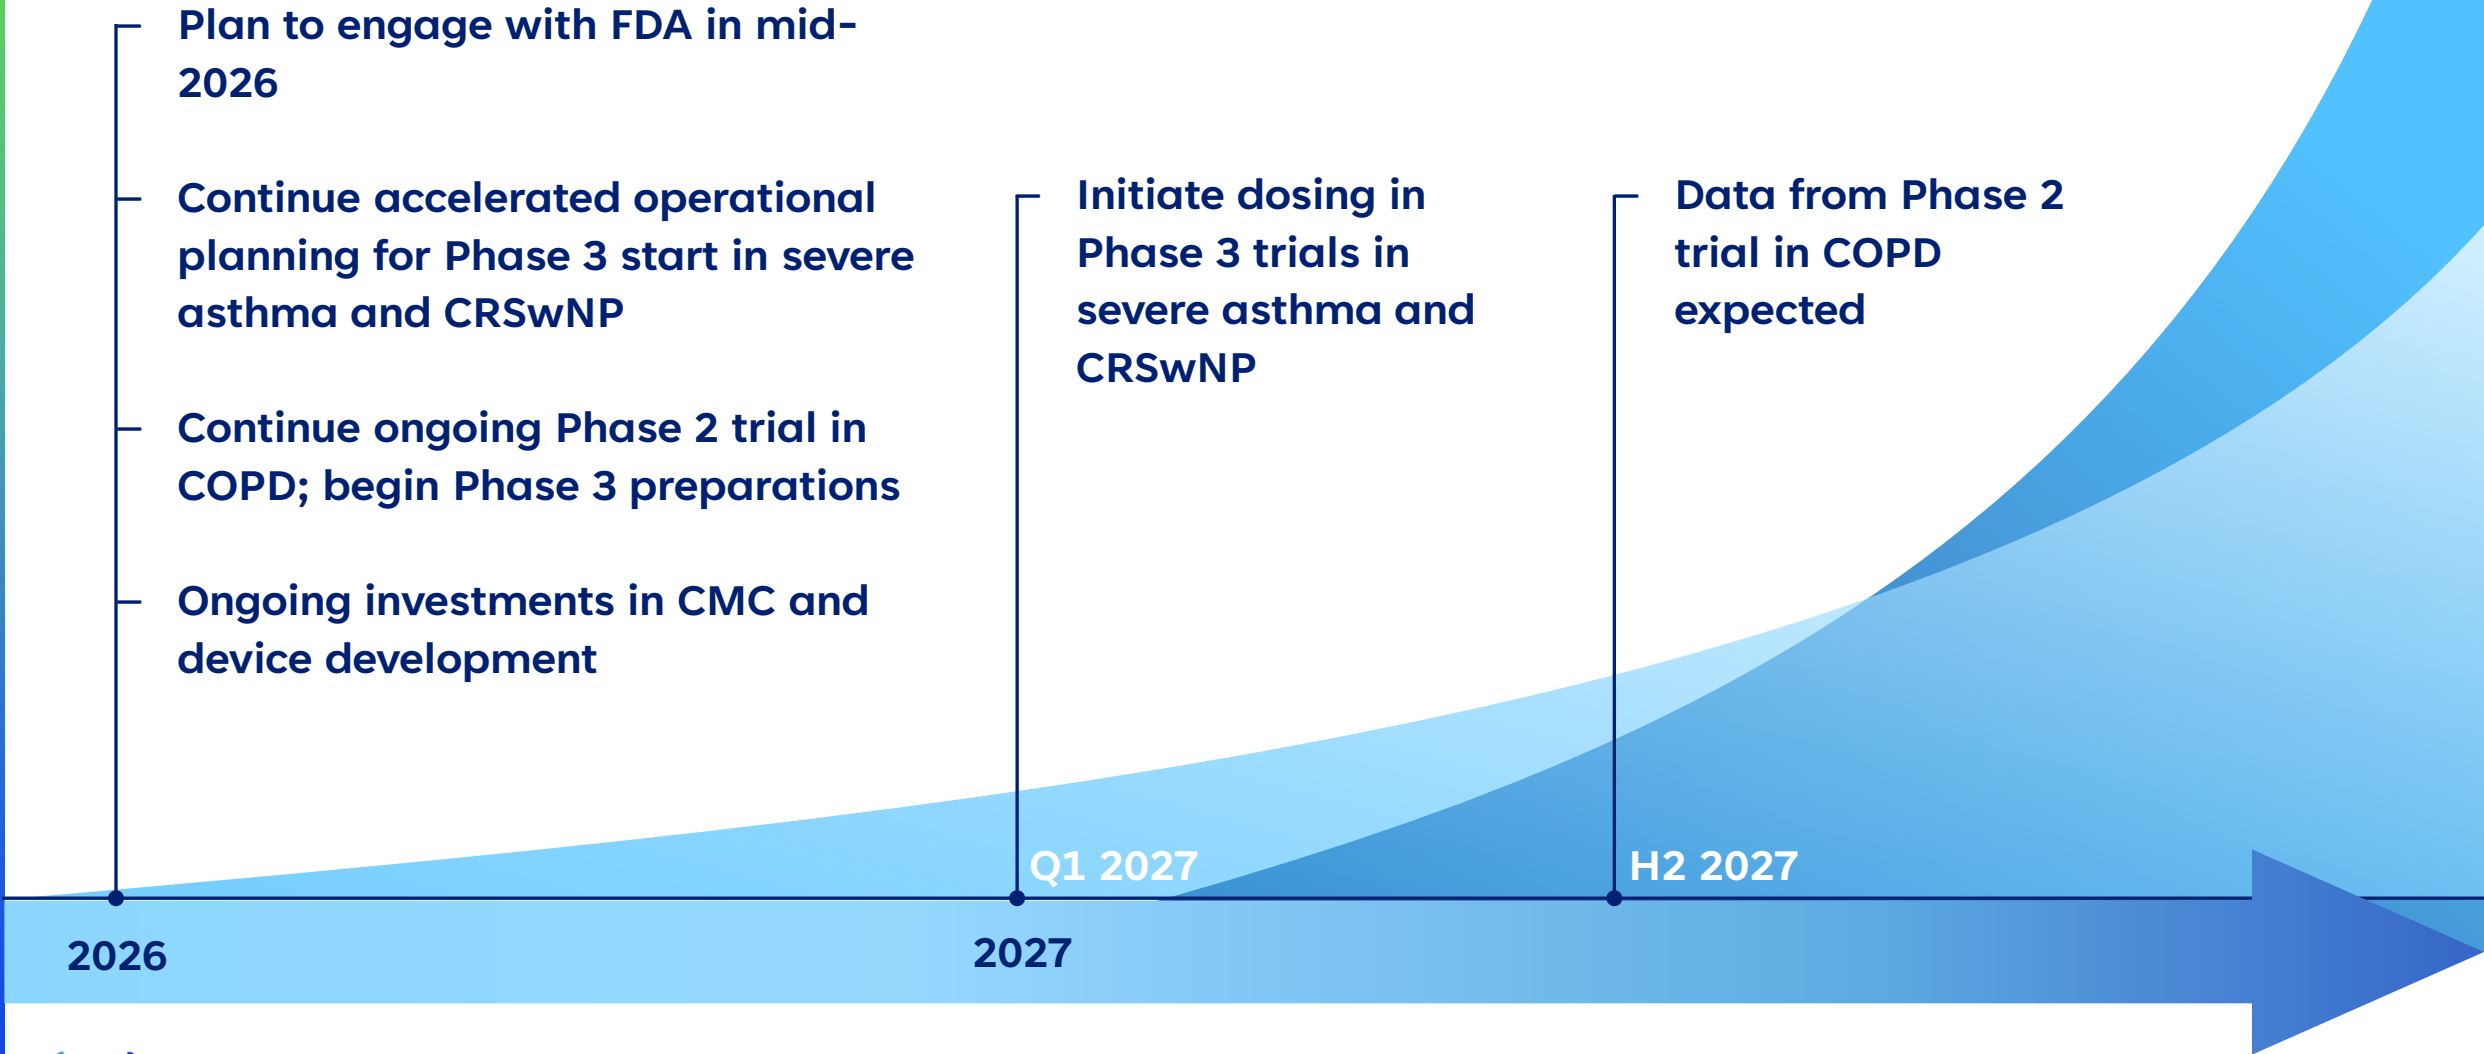 Plan to engage with FDA in mid-
2026
Continue accelerated operational
planning for Phase 3 start in severe
asthma and CRSwNP
Continue ongoing Phase 2 trial in
COPD; begin Phase 3 preparations
Ongoing investments in CMC and
device development
Initiate dosing in
Phase 3 trials in
severe asthma and
CRSwNP
Data from Phase 2
trial in COPD
expected
Q1 2027
H2 2027
2026
2027